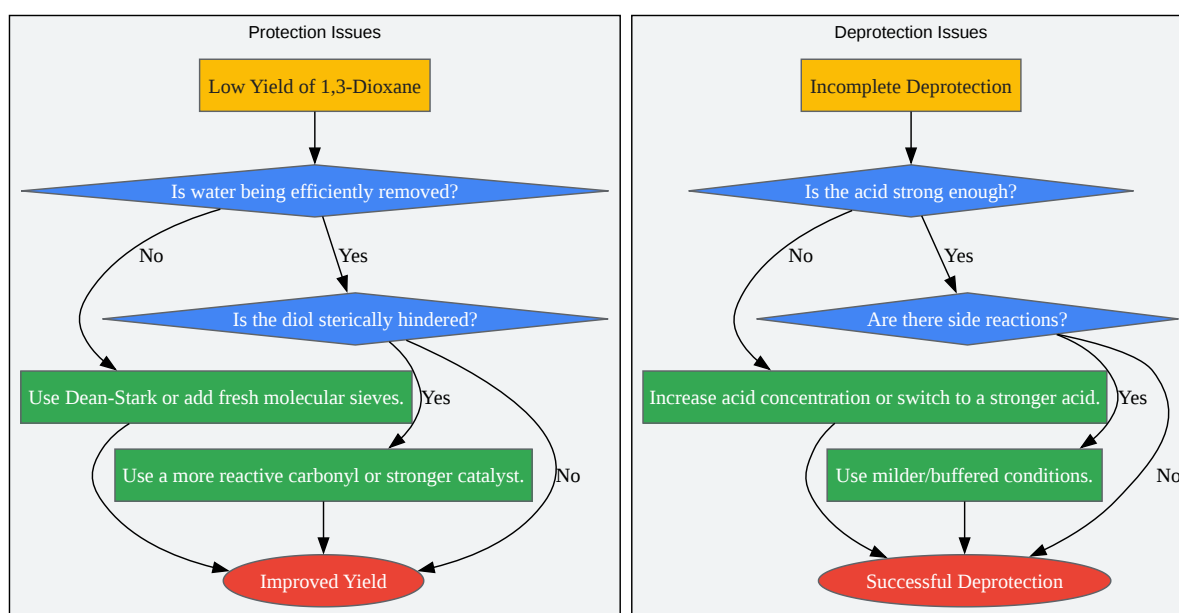 Protection Issues
Low Yield of 1,3-Dioxane
Is water being efficiently removed?
No
Yes
Is the diol sterically hindered?
Use Dean-Stark or add fresh molecular sieves.
Yes
Use a more reactive carbonyl or stronger catalyst.
No
Improved Yield
Deprotection Issues
Incomplete Deprotection
Is the acid strong enough?
No
Yes
Are there side reactions?
Increase acid concentration or switch to a stronger acid.
Yes
Use milder/buffered conditions.
No
Successful Deprotection